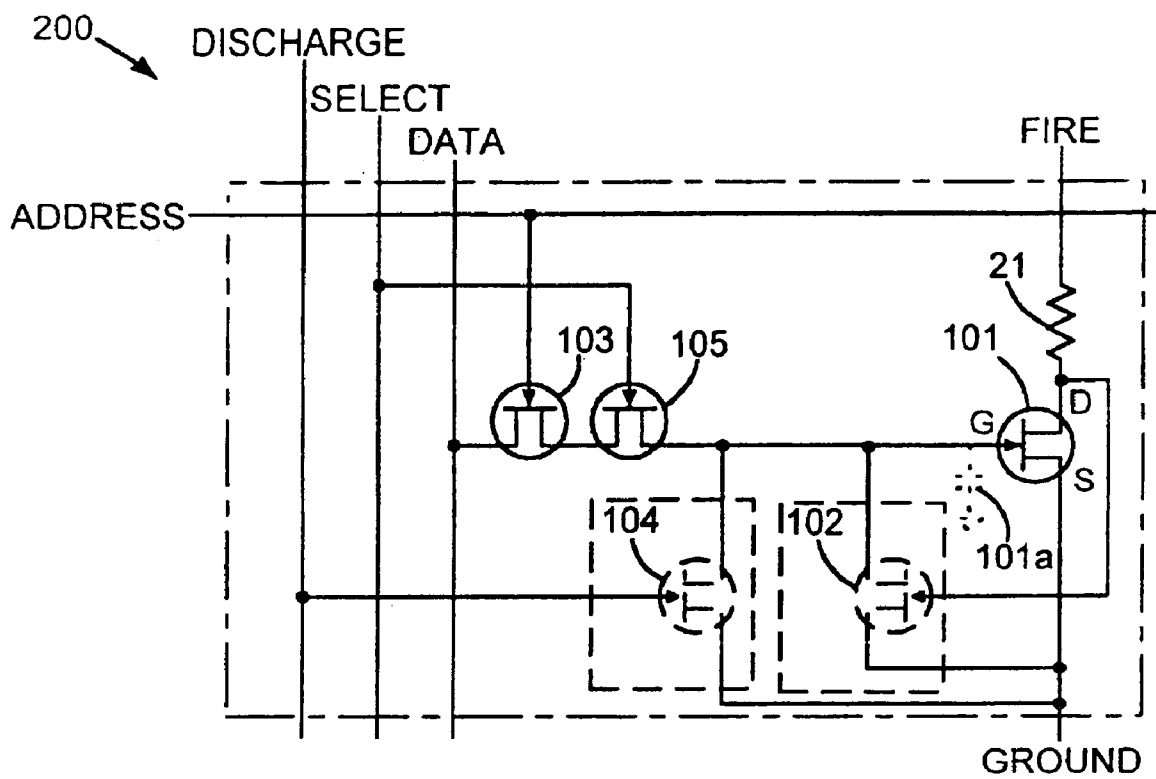 200
DISCHARGE
SELECT
DATA
FIRE
ADDRESS
21
103
105
101
D
G
S
104
102
101a
GROUND